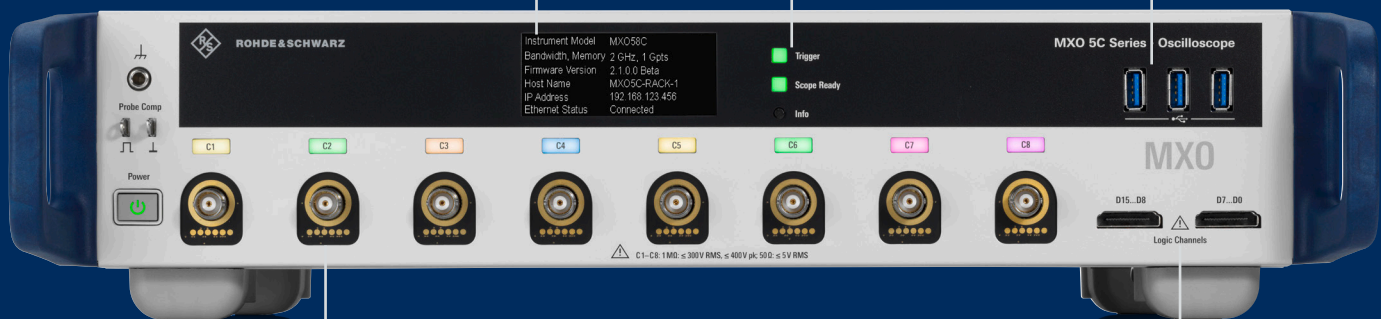 R&S
ROHDE&SCHWARZ
Instrument Model MXO58C
Bandwidth, Memory 2 GHz, 1 Gpts
Firmware Version 2.1.0.0 Beta
Host Name MXO5C-RACK-1
IP Address 192.168.123.456
Ethernet Status Connected
Trigger
Scope Ready
Info
MXO 5C Series Oscilloscope
Probe Comp
Power
C1
C2
C3
C4
C5
C6
C7
C8
MXO
D15...D8
D7...D0
Logic Channels
C1–C8: 1 MΩ: ≤ 300 V RMS, ≤ 400 V pk; 50 Ω: ≤ 5 V RMS